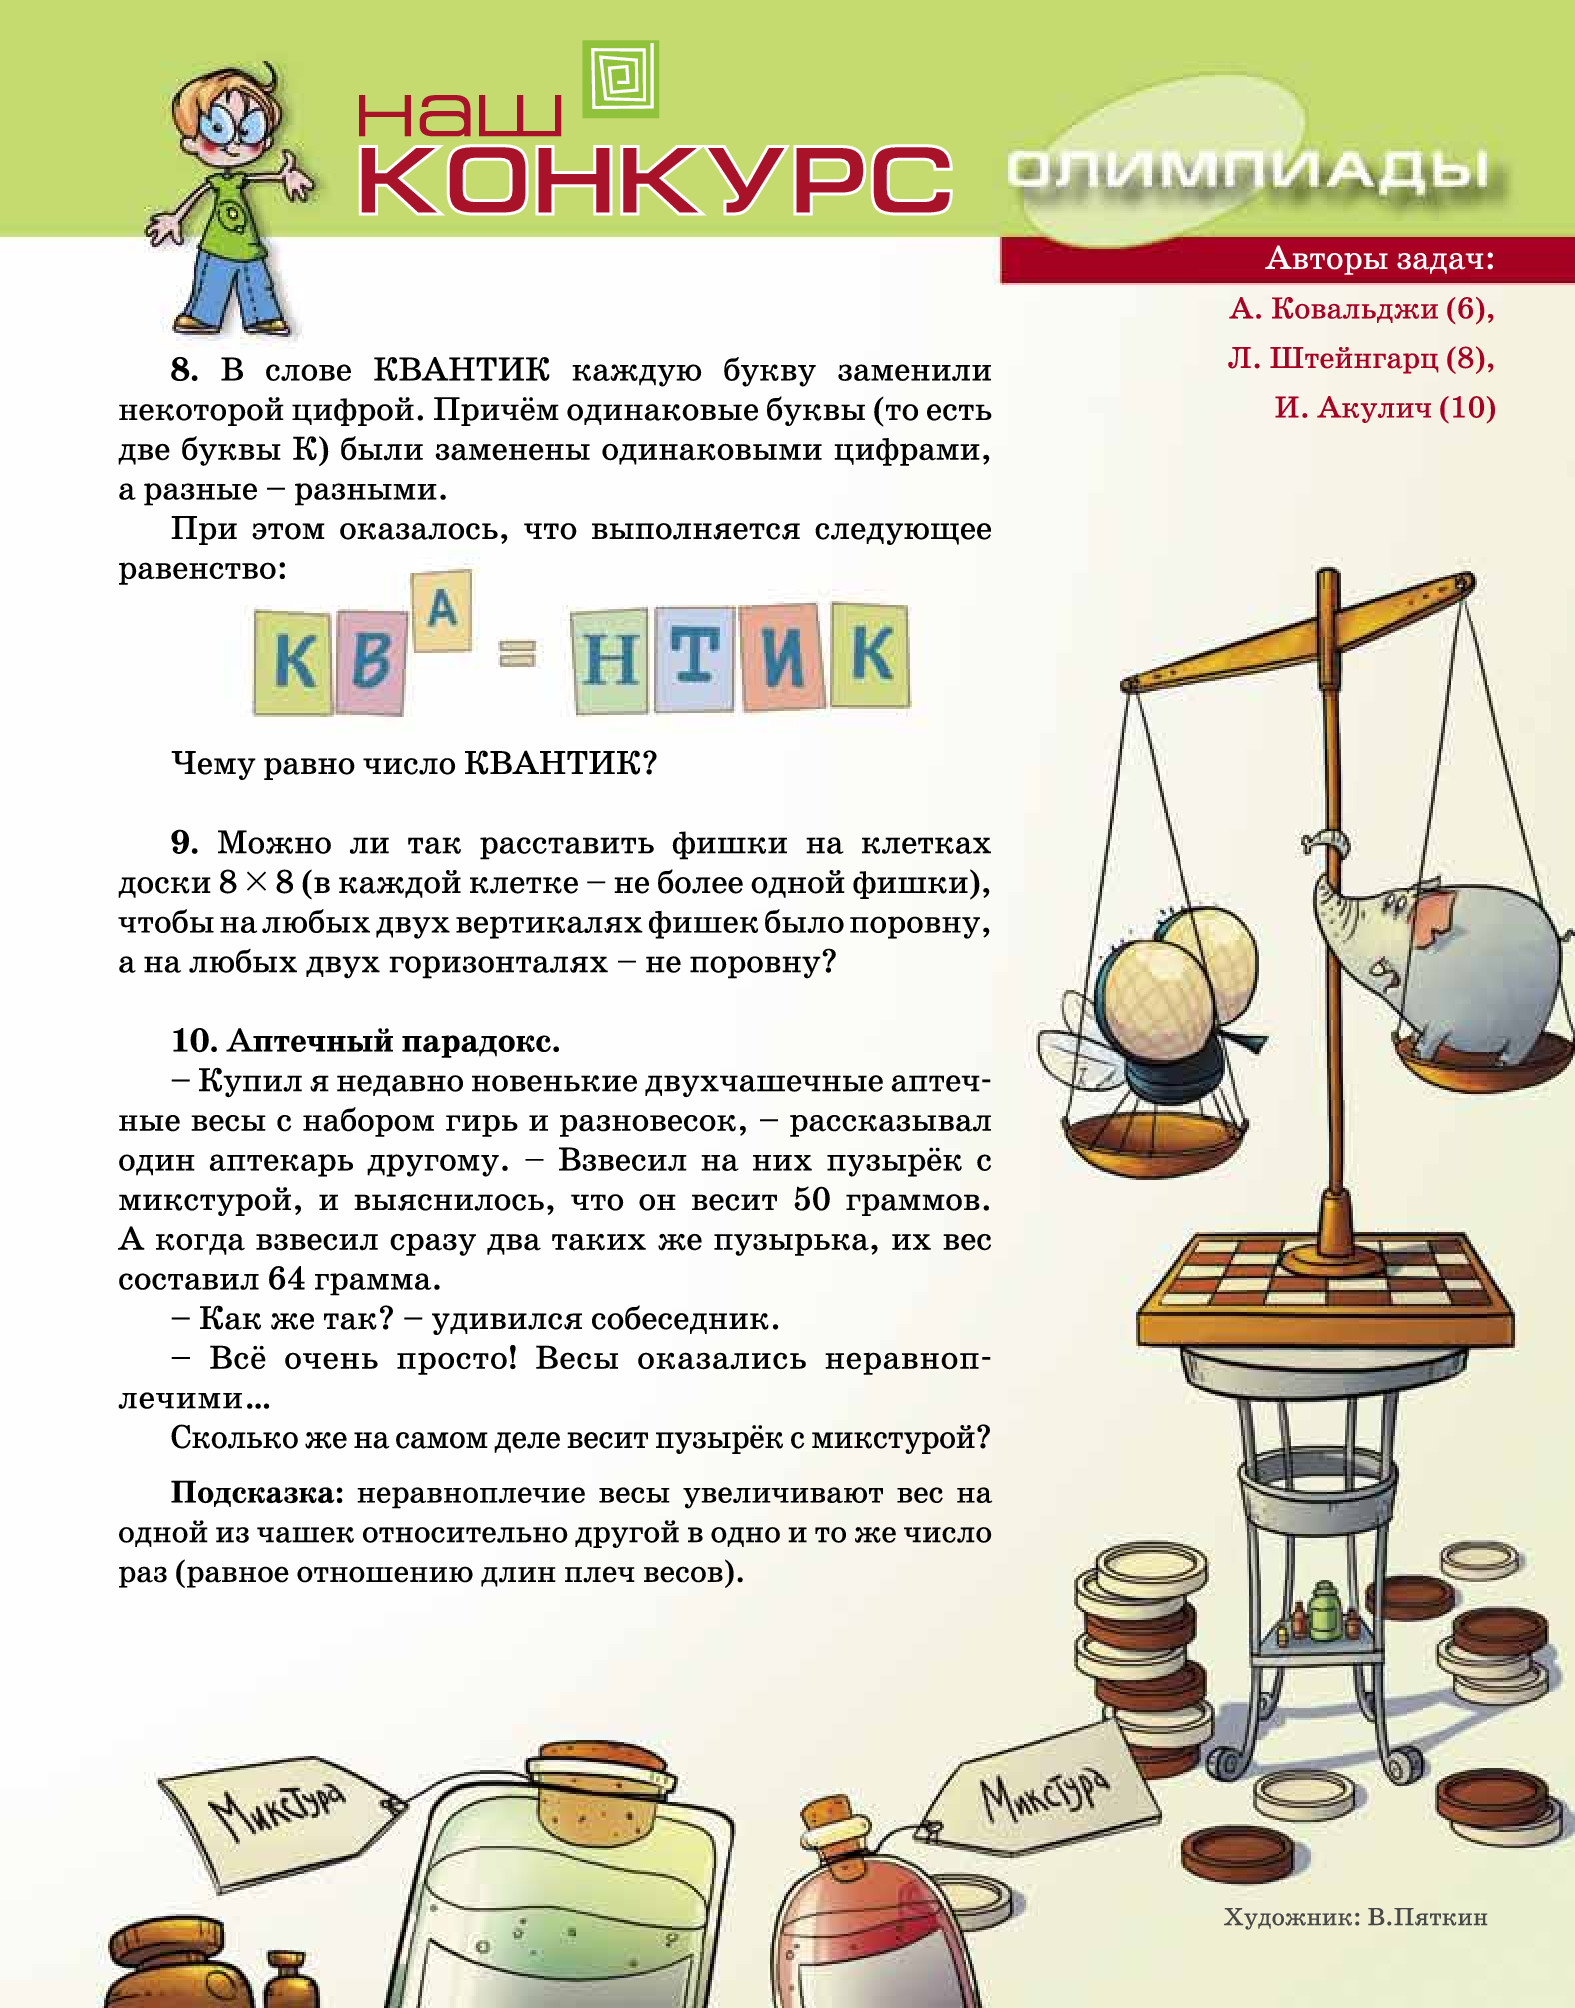 наш
КОНКУРС
ОЛИМПИАДЫ
Авторы задач:
А. Ковальджи (6),
Л. Штейнгарц (8),
И. Акулич (10)
8. В слове КВАНТИК каждую букву заменили
некоторой цифрой. Причём одинаковые буквы (то есть
две буквы К) были заменены одинаковыми цифрами,
а разные – разными.
При этом оказалось, что выполняется следующее
равенство:
КВ^А = НТИК
Чему равно число КВАНТИК?
9. Можно ли так расставить фишки на клетках
доски 8 × 8 (в каждой клетке – не более одной фишки),
чтобы на любых двух вертикалях фишек было поровну,
а на любых двух горизонталях – не поровну?
10. Аптечный парадокс.
– Купил я недавно новенькие двухчашечные аптеч-
ные весы с набором гирь и разновесок, – рассказывал
один аптекарь другому. – Взвесил на них пузырёк с
микстурой, и выяснилось, что он весит 50 граммов.
А когда взвесил сразу два таких же пузырька, их вес
составил 64 грамма.
– Как же так? – удивился собеседник.
– Всё очень просто! Весы оказались неравноп-
лечими...
Сколько же на самом деле весит пузырёк с микстурой?
Подсказка: неравноплечие весы увеличивают вес на
одной из чашек относительно другой в одно и то же число
раз (равное отношению длин плеч весов).
Микстура
Микстура
Художник: В.Пяткин